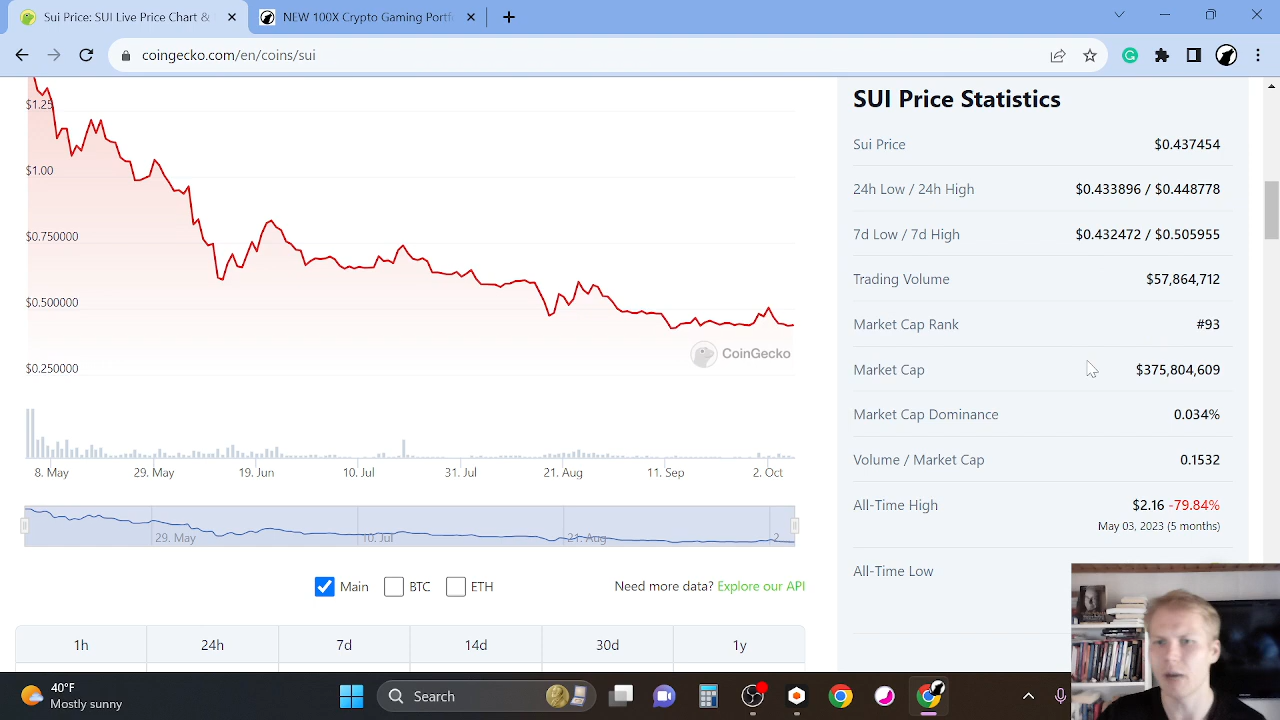 Sui Price: SUI Live Price Chart &
NEW 100X Crypto Gaming Portf
coingecko.com/en/coins/sui
$1.25
$1.00
$0.750000
$0.500000
$0.250000
CoinGecko
8. May 29. May 19. Jun 10. Jul 31. Jul 21. Aug 11. Sep 2. Oct
29. May 10. Jul 21. Aug 2
Main BTC ETH Need more data? Explore our API
1h 24h 7d 14d 30d 1y
SUI Price Statistics
Sui Price $0.437454
24h Low / 24h High $0.433896 / $0.448778
7d Low / 7d High $0.432472 / $0.505955
Trading Volume $57,864,712
Market Cap Rank #93
Market Cap $375,804,609
Market Cap Dominance 0.034%
Volume / Market Cap 0.1532
All-Time High $2.16 -79.84%
May 03, 2023 (5 months)
All-Time Low
40°F
Mostly sunny
Search